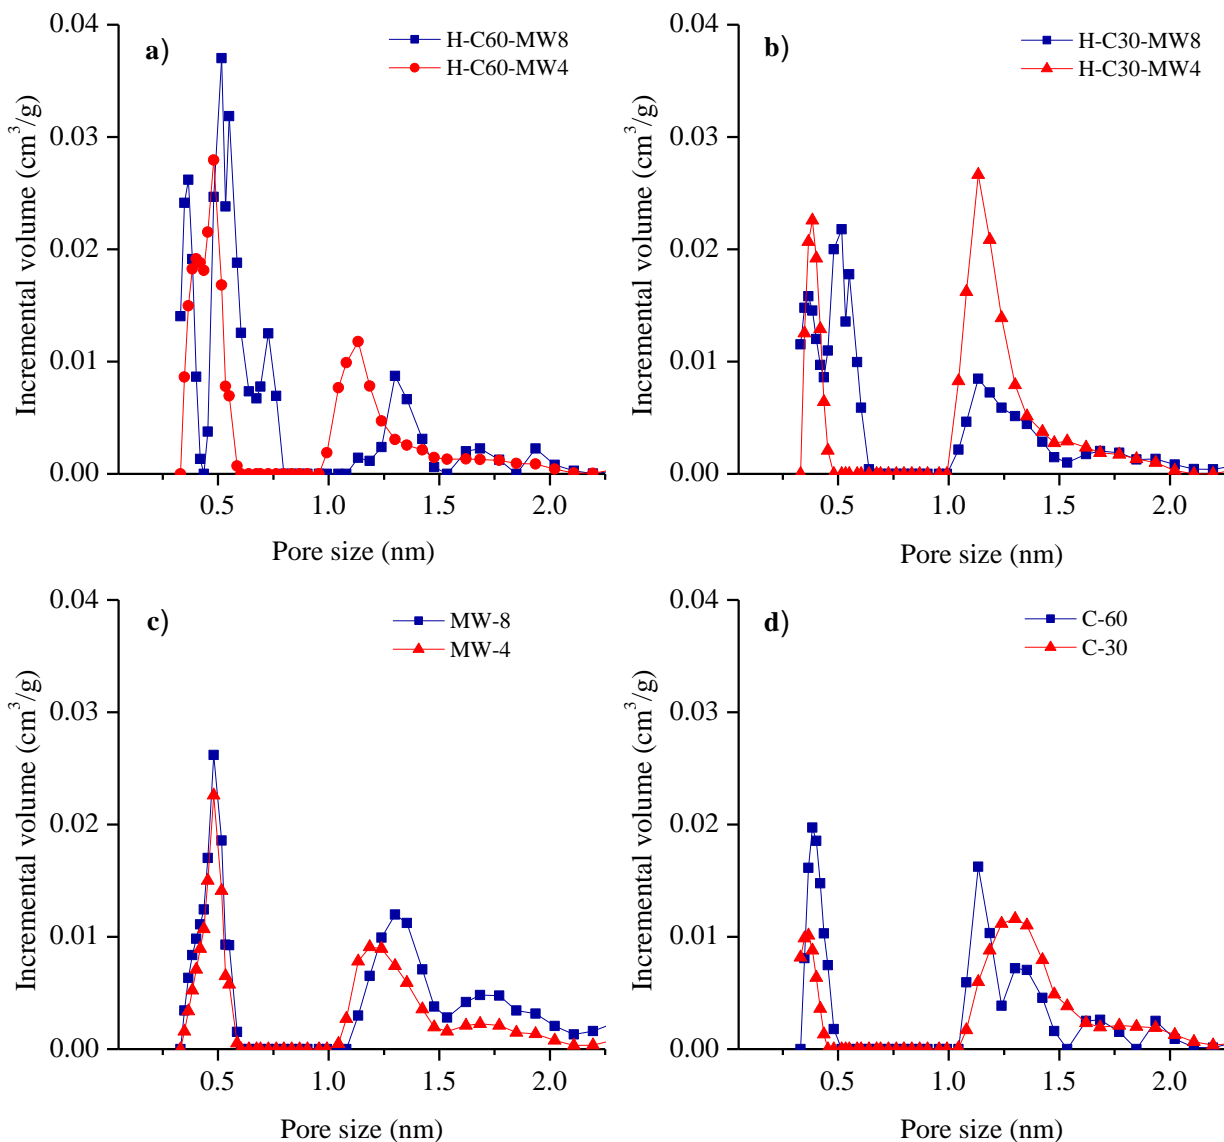 a)
H-C60-MW8
H-C60-MW4
Incremental volume (cm³/g)
0.04
0.03
0.02
0.01
0.00
0.5
1.0
1.5
2.0
Pore size (nm)
b)
H-C30-MW8
H-C30-MW4
Incremental volume (cm³/g)
0.04
0.03
0.02
0.01
0.00
0.5
1.0
1.5
2.0
Pore size (nm)
c)
MW-8
MW-4
Incremental volume (cm³/g)
0.04
0.03
0.02
0.01
0.00
0.5
1.0
1.5
2.0
Pore size (nm)
d)
C-60
C-30
Incremental volume (cm³/g)
0.04
0.03
0.02
0.01
0.00
0.5
1.0
1.5
2.0
Pore size (nm)